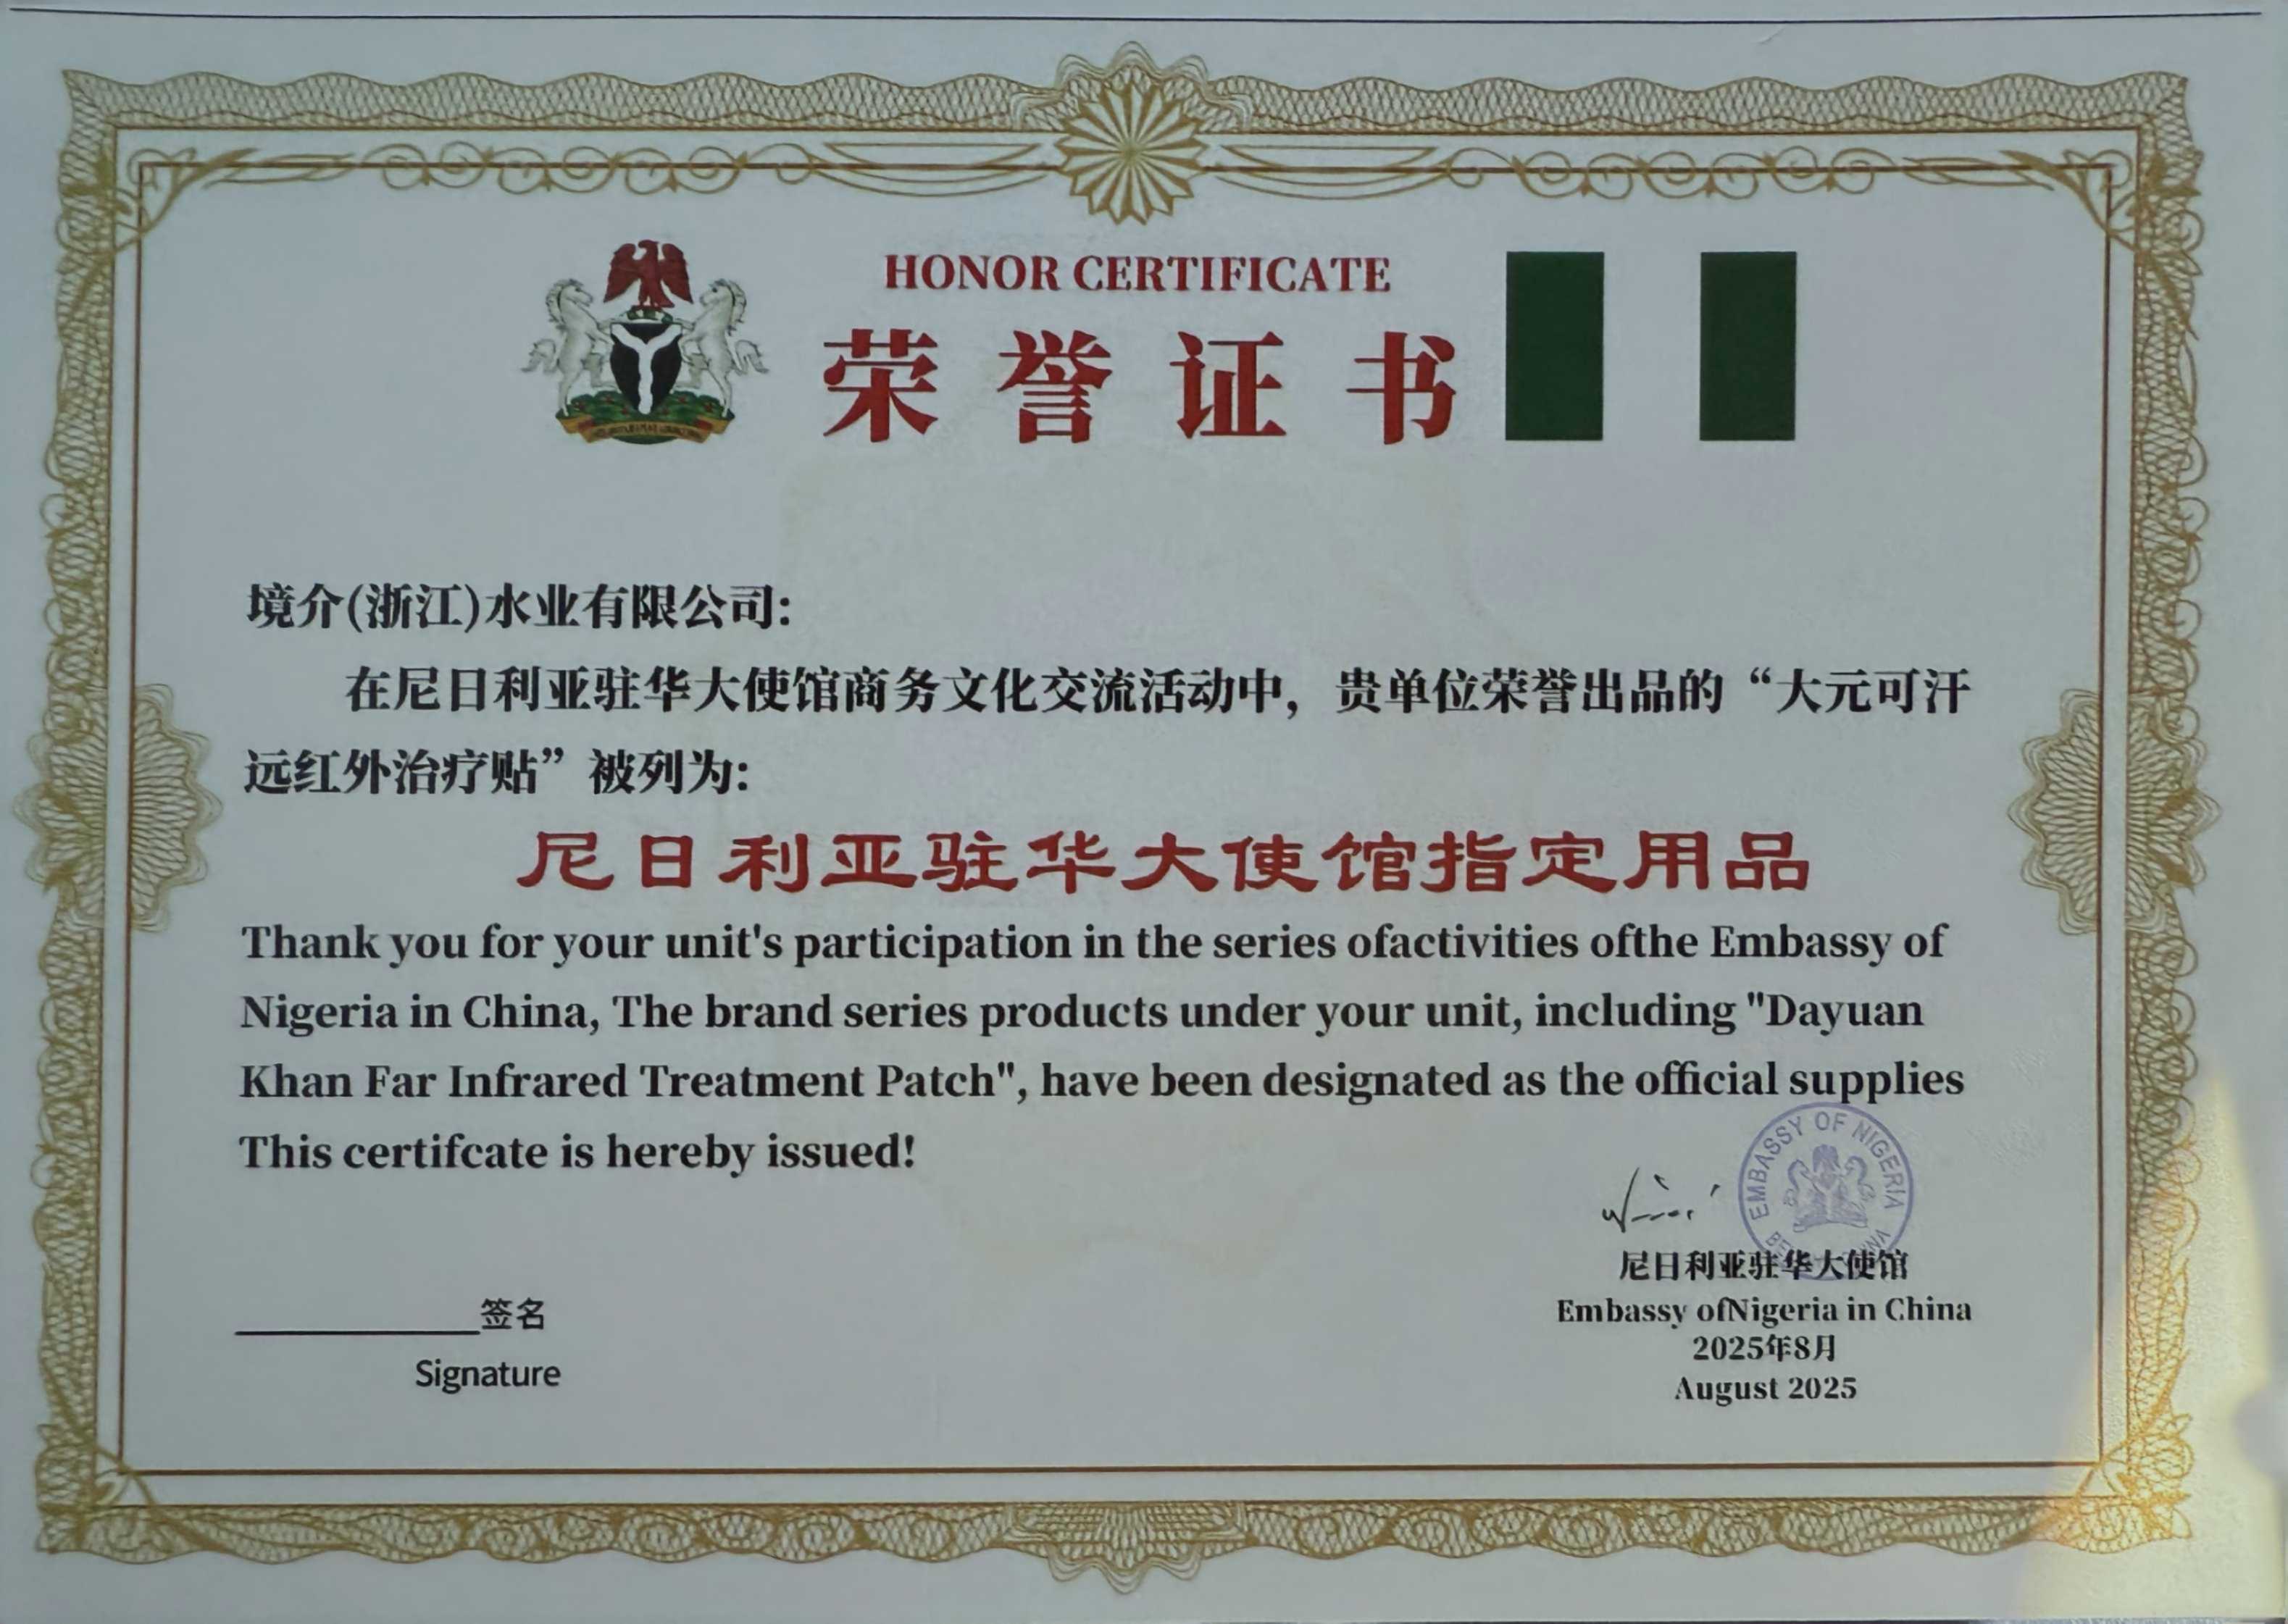 HONOR CERTIFICATE
荣誉证书
境介(浙江)水业有限公司:
在尼日利亚驻华大使馆商务文化交流活动中，贵单位荣誉出品的“大元可汗
远红外治疗贴”被列为:
尼日利亚驻华大使馆指定用品
Thank you for your unit's participation in the series ofactivities ofthe Embassy of
Nigeria in China, The brand series products under your unit, including "Dayuan
Khan Far Infrared Treatment Patch", have been designated as the official supplies
This certifcate is hereby issued!
EMBASSY OF NIGERIA
尼日利亚驻华大使馆
Embassy ofNigeria in China
2025年8月
August 2025
签名
Signature